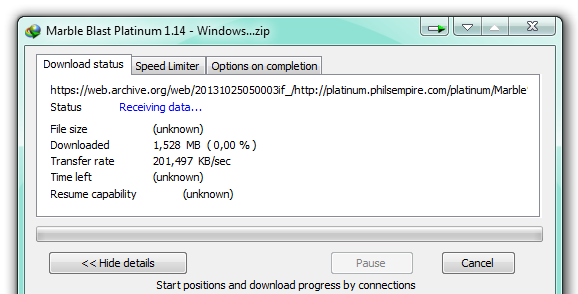 Marble Blast Platinum 1.14 - Windows...zip
Download status Speed Limiter Options on completion
https://web.archive.org/web/20131025050003if_/http://platinum.philsempire.com/platinum/Marble
Status Receiving data...
File size (unknown)
Downloaded 1,528 MB ( 0,00 % )
Transfer rate 201,497 KB/sec
Time left (unknown)
Resume capability (unknown)
<< Hide details Pause Cancel
Start positions and download progress by connections